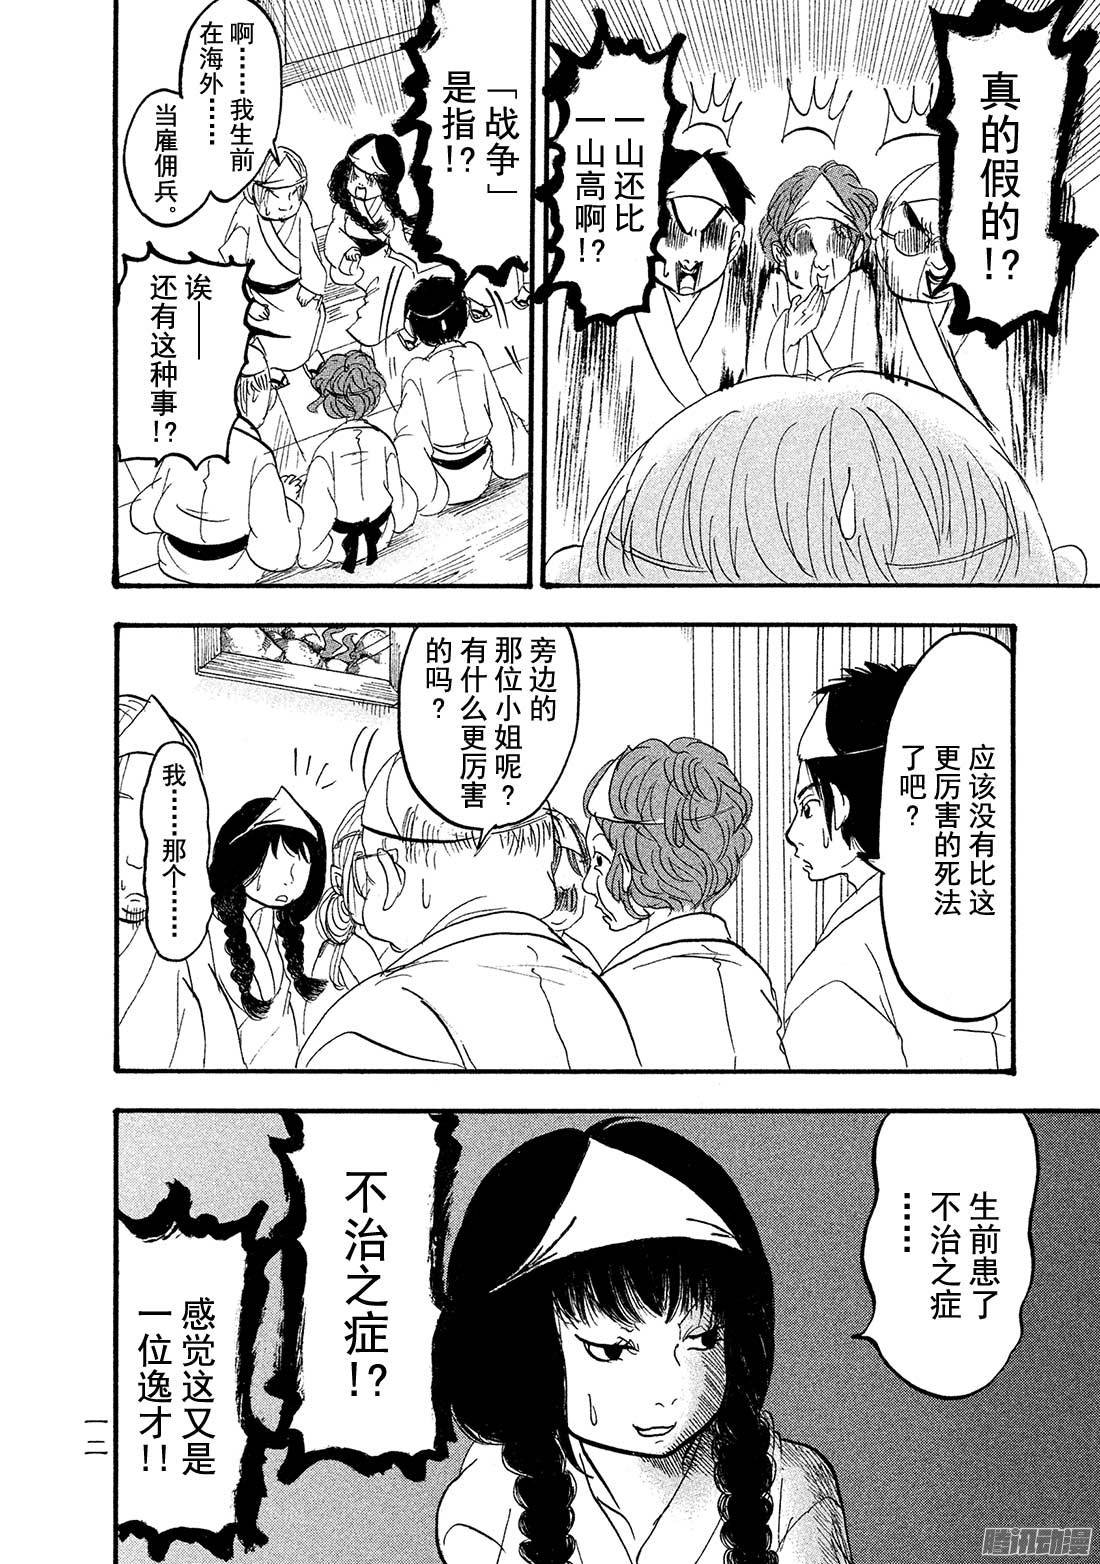 真的假的!?
一山还比
一山高啊!?
「战争」
是指!?
啊……我生前
在海外……
当雇佣兵。
诶——
还有这种事!?
应该没有比这
更厉害的死法
了吧?
旁边的
那位小姐呢?
有什么更厉害
的吗?
我……那个……
生前患了
不治之症
……
不治之症!?
感觉这又是
一位逸才!!
一二
腾讯动漫